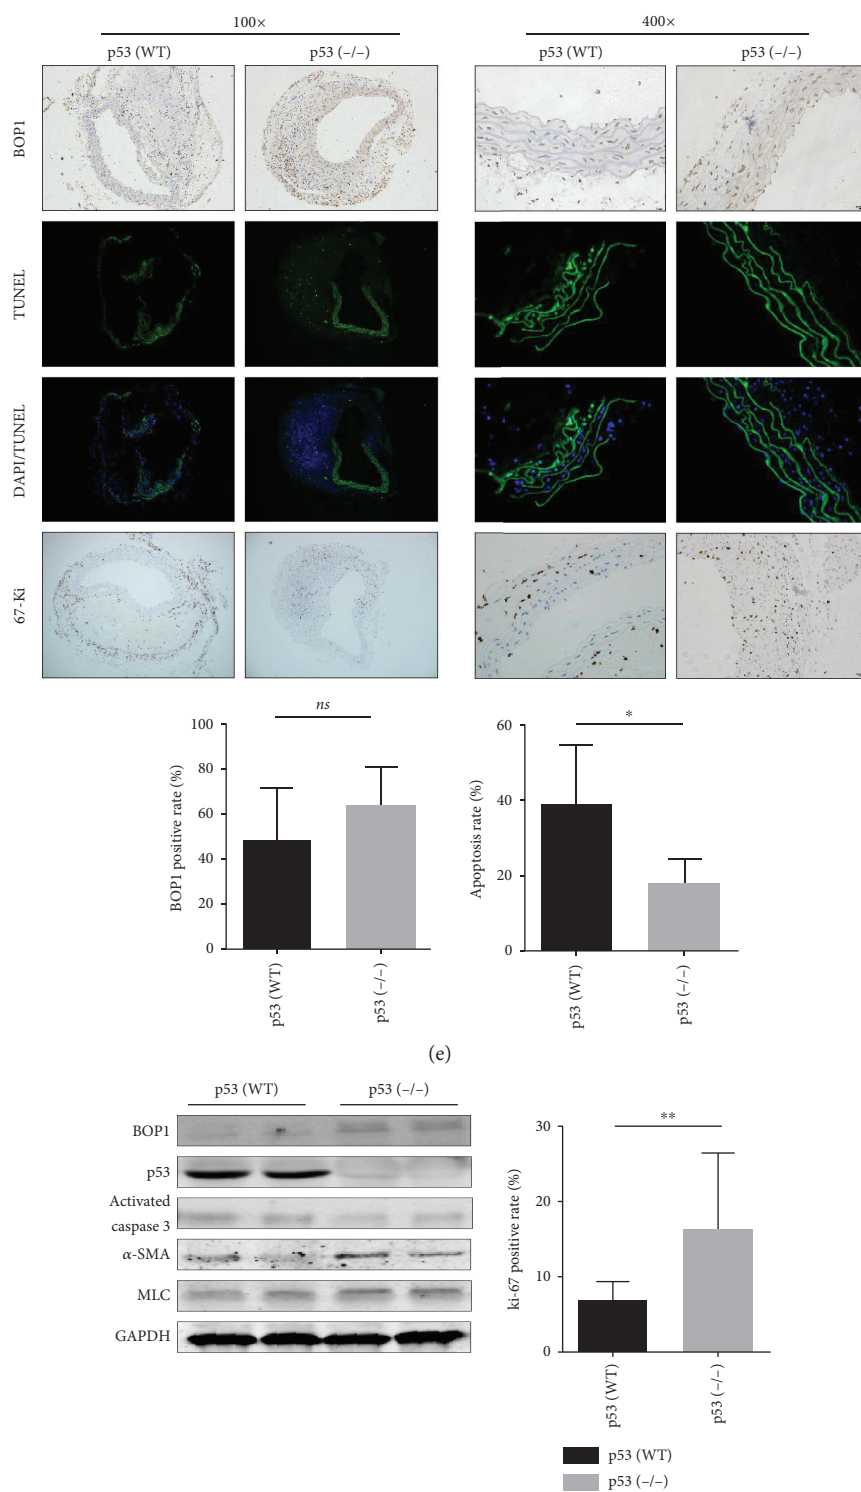 100×
400×
p53 (WT)
p53 (–/–)
p53 (WT)
p53 (–/–)
BOP1
TUNEL
DAPI/TUNEL
67-Ki
ns
100
80
60
40
20
0
BOP1 positive rate (%)
p53 (WT)
p53 (–/–)
*
60
40
20
0
Apoptosis rate (%)
p53 (WT)
p53 (–/–)
(e)
p53 (WT)
p53 (–/–)
BOP1
p53
Activated
caspase 3
α-SMA
MLC
GAPDH
**
30
20
10
0
ki-67 positive rate (%)
p53 (WT)
p53 (–/–)
p53 (WT)
p53 (–/–)